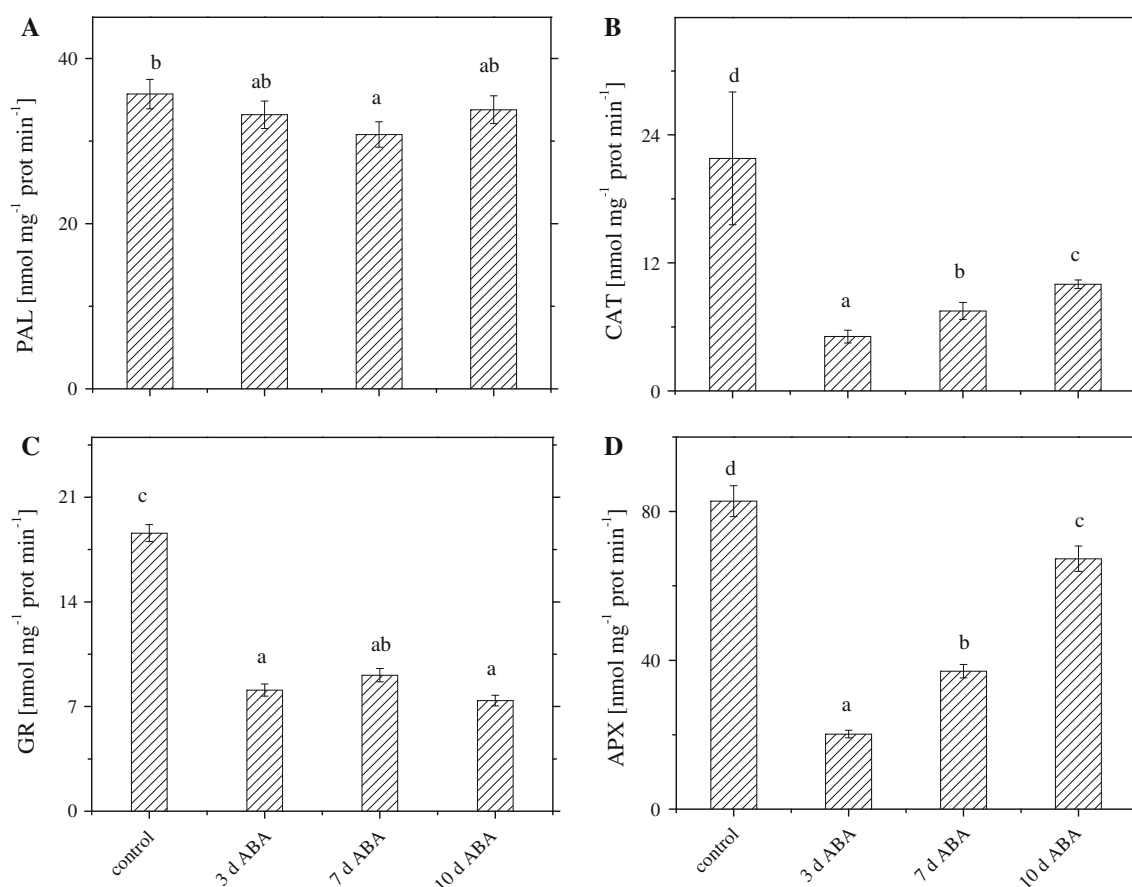 A
PAL [nmol mg⁻¹ prot min⁻¹]
40
20
0
b
ab
a
ab
B
CAT [nmol mg⁻¹ prot min⁻¹]
24
12
0
d
a
b
c
C
GR [nmol mg⁻¹ prot min⁻¹]
21
14
7
0
c
a
ab
a
control
3 d ABA
7 d ABA
10 d ABA
D
APX [nmol mg⁻¹ prot min⁻¹]
80
40
0
d
a
b
c
control
3 d ABA
7 d ABA
10 d ABA